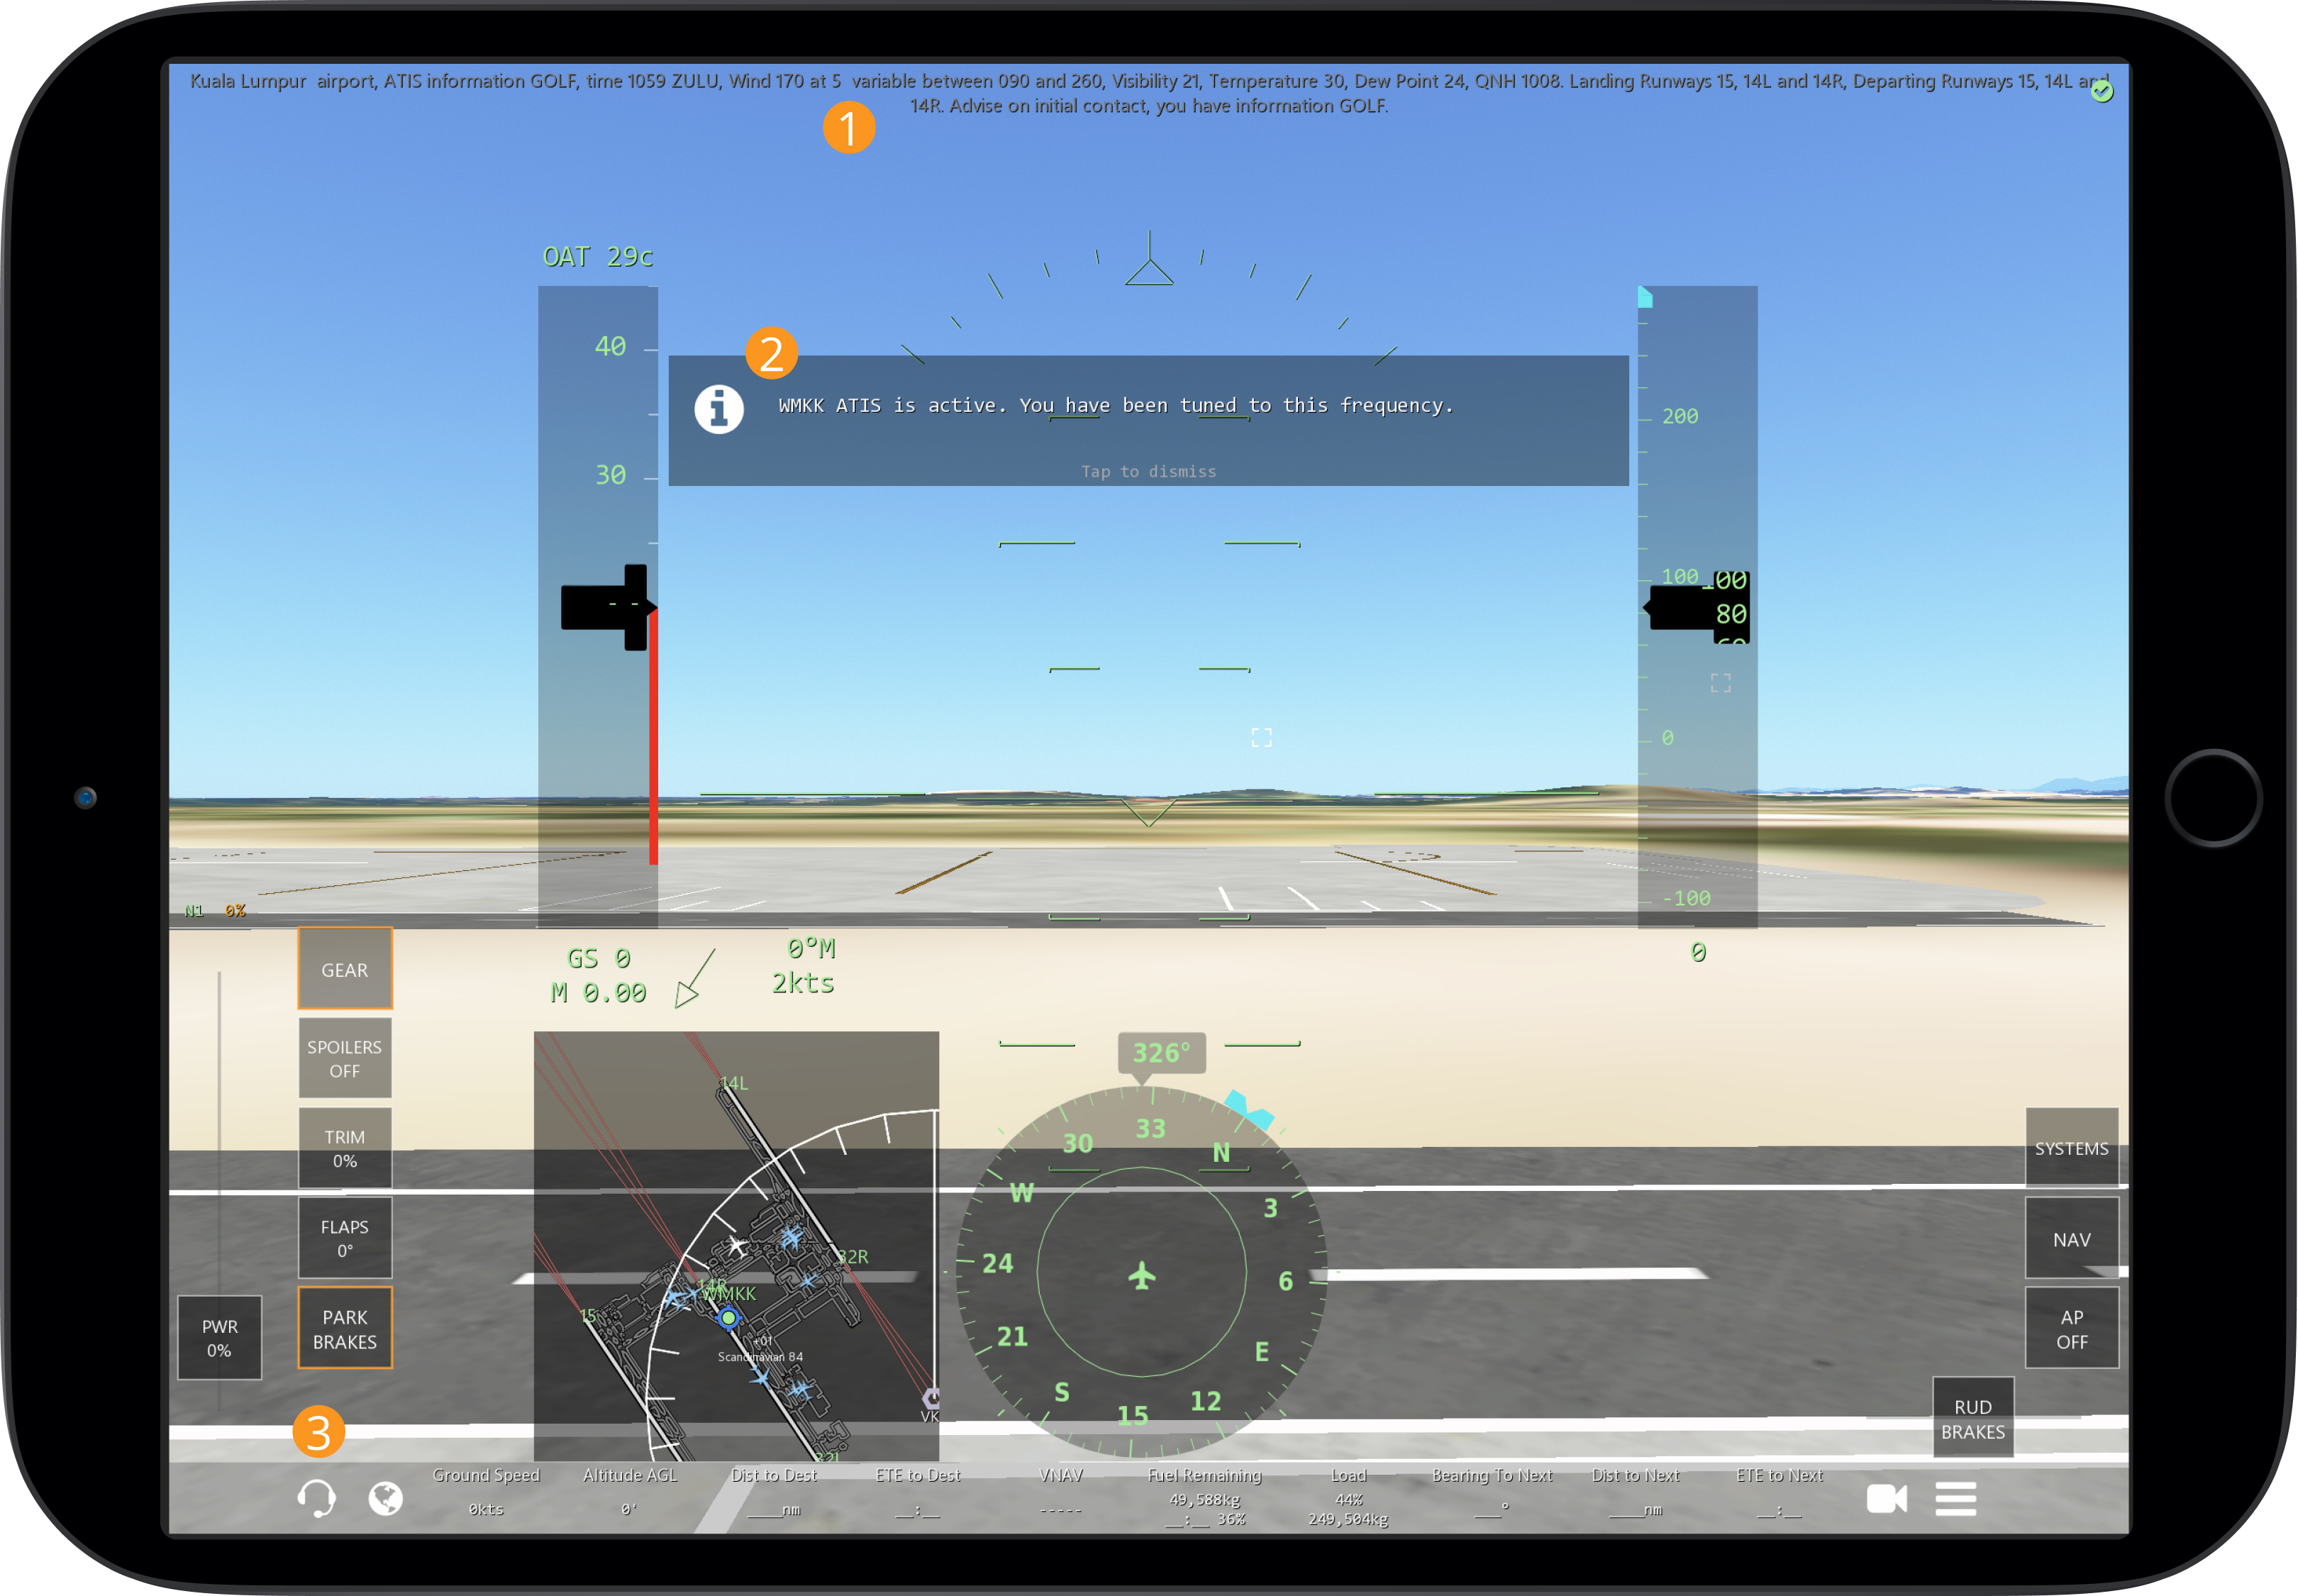 Kuala Lumpur  airport, ATIS information GOLF, time 1059 ZULU, Wind 170 at 5  variable between 090 and 260, Visibility 21, Temperature 30, Dew Point 24, QNH 1008. Landing Runways 15, 14L and 14R, Departing Runways 15, 14L and
14R. Advise on initial contact, you have information GOLF.
1
OAT 29c
2
40
WMKK ATIS is active. You have been tuned to this frequency.
200
Tap to dismiss
30
100
00
- -
80
0
-100
N1 0%
GS 0
M 0.00
0°M
2kts
0
GEAR
SPOILERS
OFF
TRIM
0%
FLAPS
0°
PARK
BRAKES
PWR
0%
14L
32R
14R
WMKK
15
+01
Scandinavian 84
VK
32L
326°
33
30
N
W
3
24
6
21
E
S
12
15
SYSTEMS
NAV
AP
OFF
RUD
BRAKES
3
Ground Speed
0kts
Altitude AGL
0'
Dist to Dest
____nm
ETE to Dest
__:__
VNAV
-----
Fuel Remaining
49,588kg
__:__ 36%
Load
44%
249,504kg
Bearing To Next
___°
Dist to Next
____nm
ETE to Next
__:__